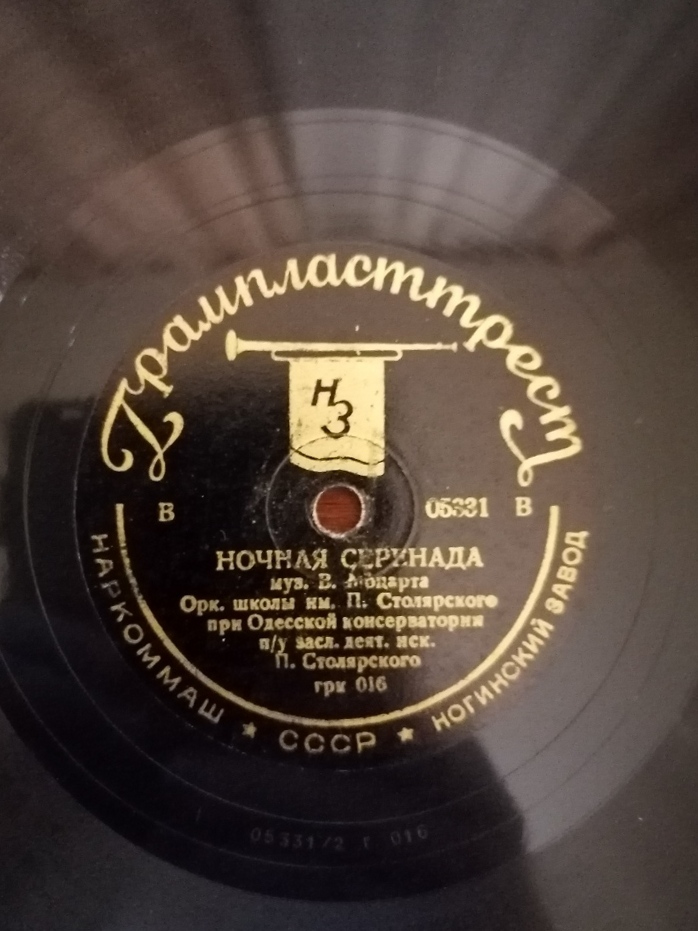 Грампласттрест
НЗ
В 05331 В
НОЧНАЯ СЕРЕНАДА
муз. В. Моцарта
Орк. школы им. П. Столярского
при Одесской консерватории
п/у засл. деят. иск.
П. Столярского
грк 016
НАРКОММАШ ★ СССР ★ НОГИНСКИЙ ЗАВОД
05331/2 Г 016